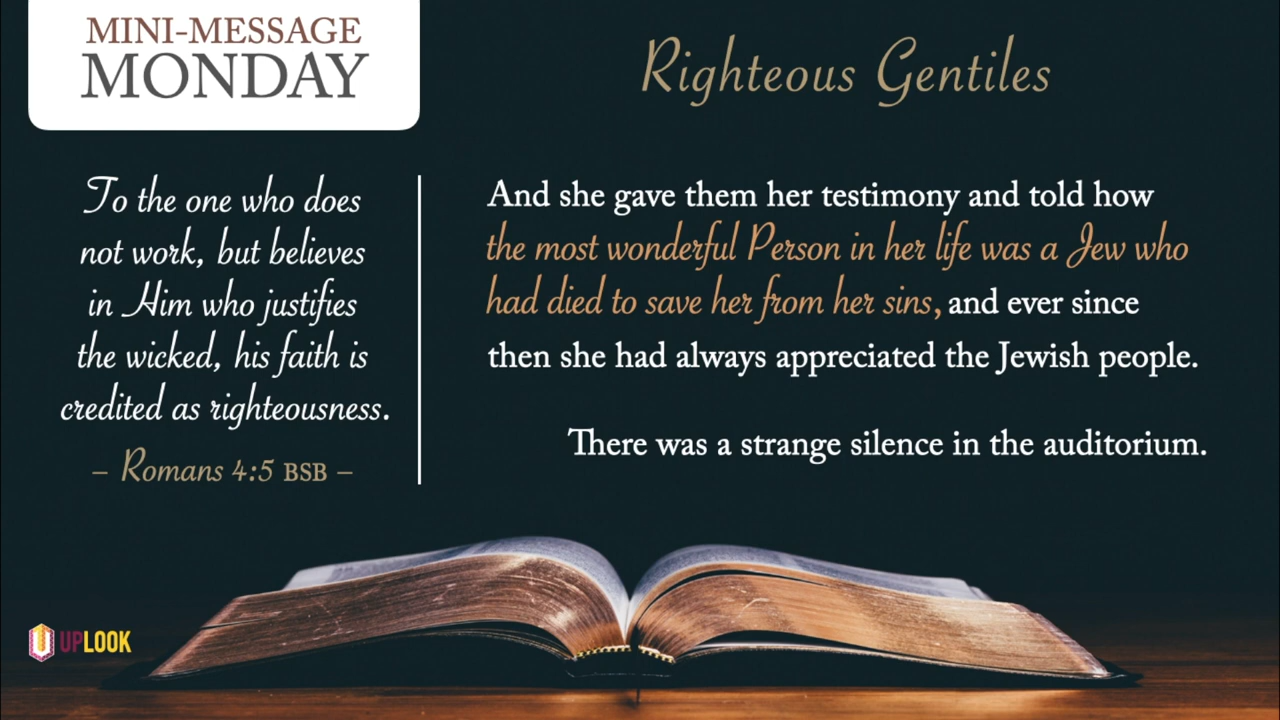 MINI-MESSAGE
MONDAY
Righteous Gentiles
To the one who does
not work, but believes
in Him who justifies
the wicked, his faith is
credited as righteousness.
– Romans 4:5 BSB –
And she gave them her testimony and told how
the most wonderful Person in her life was a Jew who
had died to save her from her sins, and ever since
then she had always appreciated the Jewish people.
There was a strange silence in the auditorium.
UPLOOK